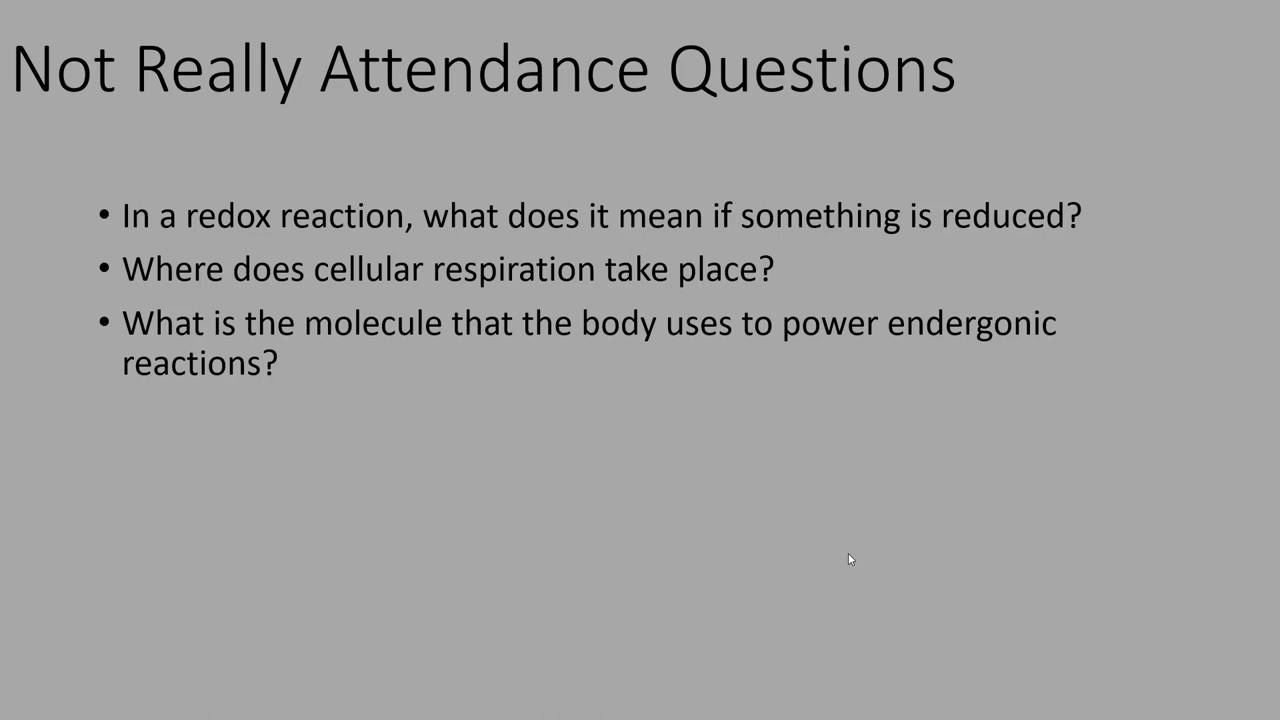 Not Really Attendance Questions
• In a redox reaction, what does it mean if something is reduced?
• Where does cellular respiration take place?
• What is the molecule that the body uses to power endergonic
reactions?